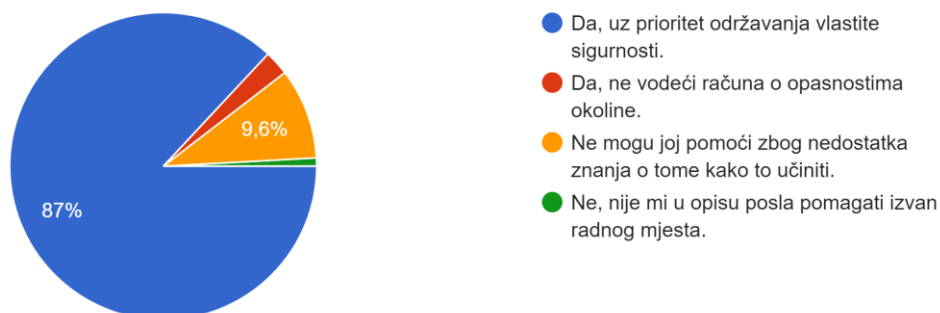 Da, uz prioritet održavanja vlastite
sigurnosti.
Da, ne vodeći računa o opasnostima
okoline.
Ne mogu joj pomoći zbog nedostatka
znanja o tome kako to učiniti.
Ne, nije mi u opisu posla pomagati izvan
radnog mjesta.
9,6%
87%